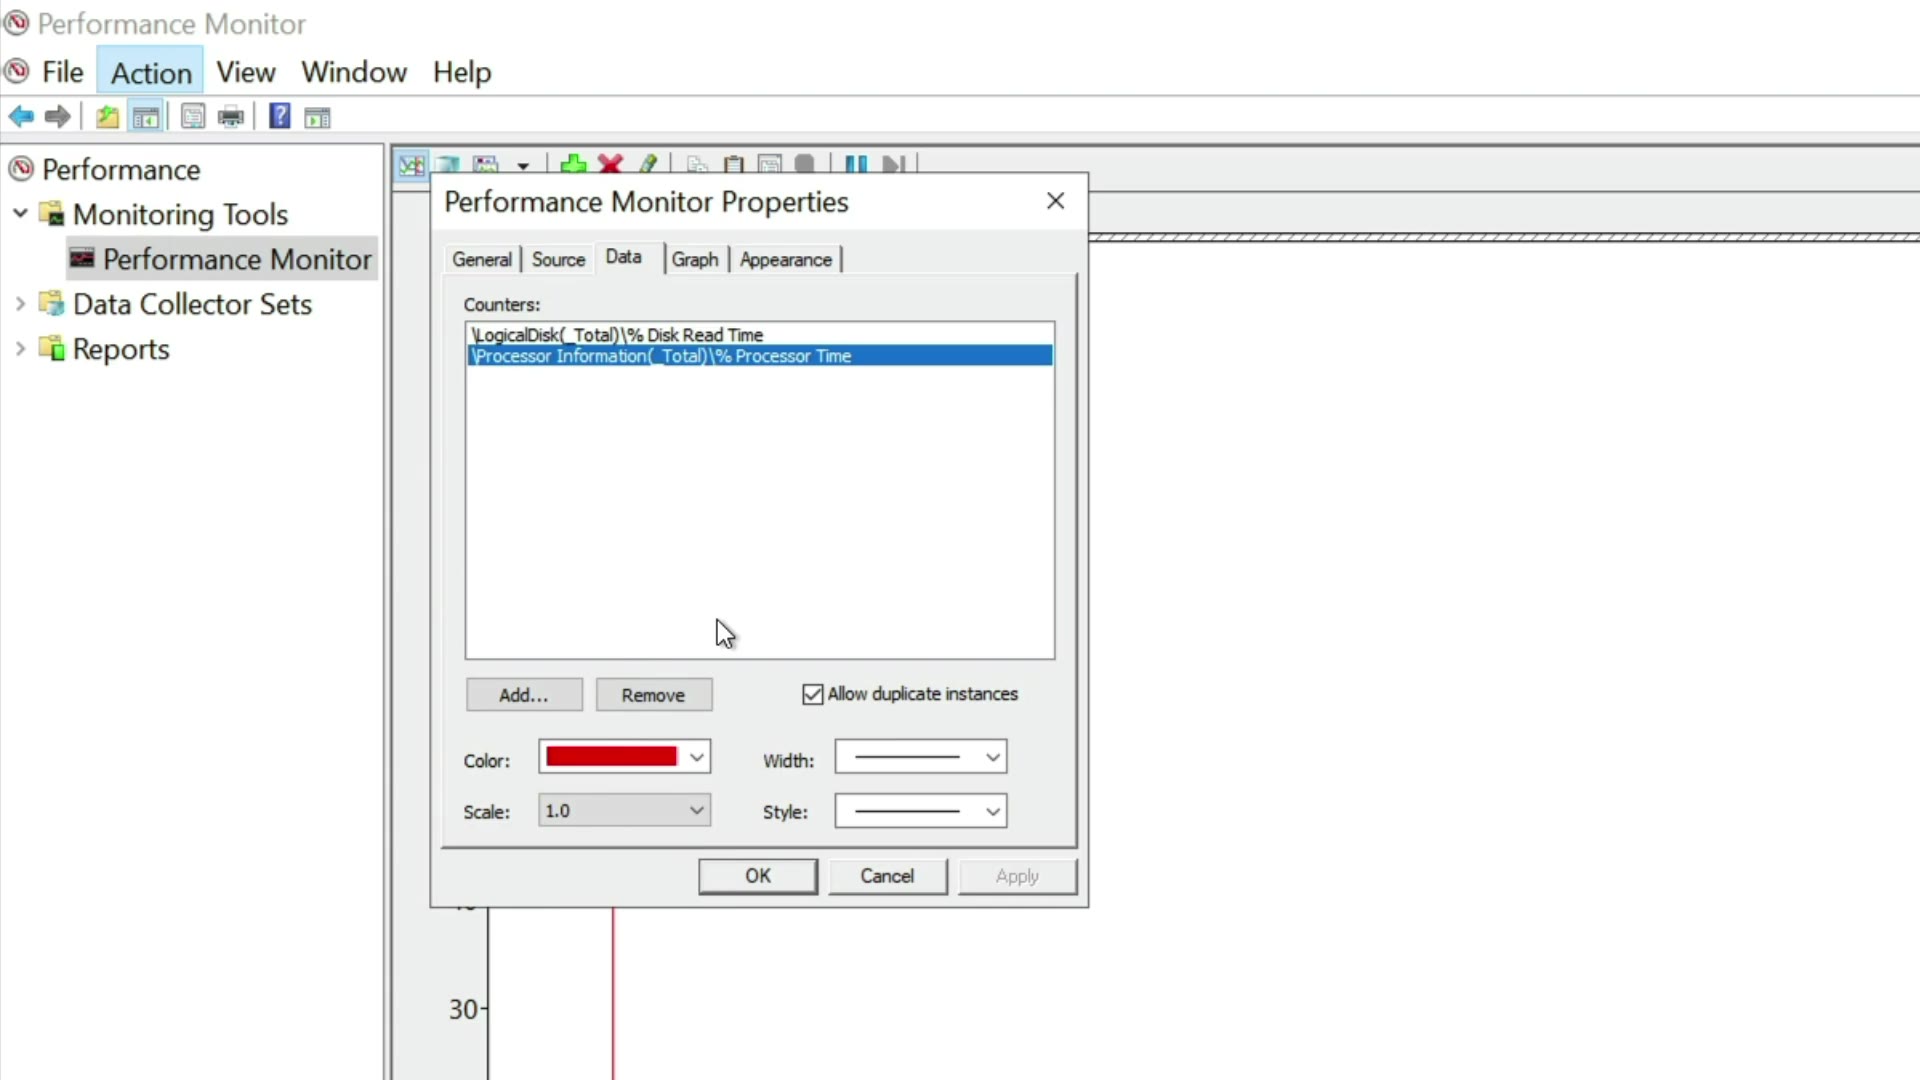 Performance Monitor
File Action View Window Help
Performance
Monitoring Tools
Performance Monitor
Data Collector Sets
Reports
Performance Monitor Properties
General Source Data Graph Appearance
Counters:
\LogicalDisk(_Total)\% Disk Read Time
\Processor Information(_Total)\% Processor Time
Add... Remove Allow duplicate instances
Color: Width:
Scale: 1.0 Style:
OK Cancel Apply
30